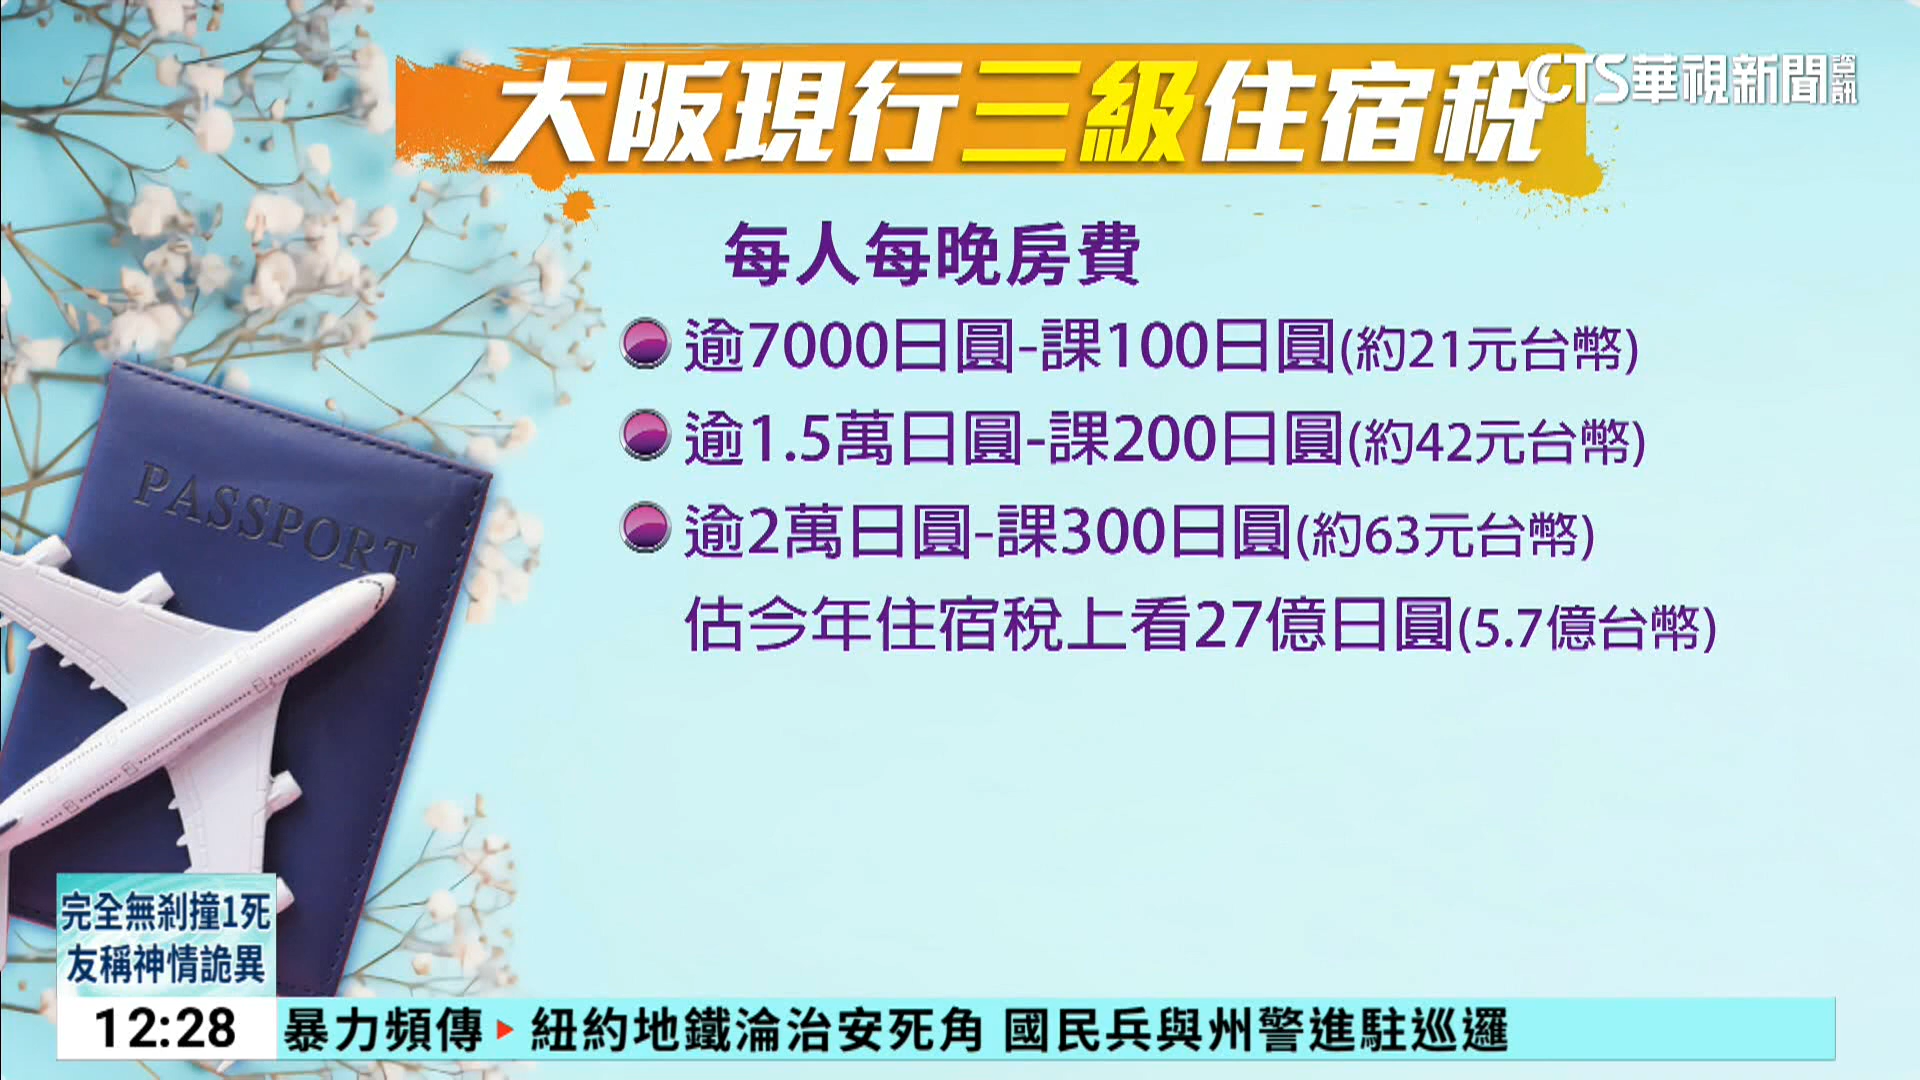 大阪現行三級住宿稅
CTS華視新聞資訊
每人每晚房費
逾7000日圓-課100日圓(約21元台幣)
逾1.5萬日圓-課200日圓(約42元台幣)
逾2萬日圓-課300日圓(約63元台幣)
估今年住宿稅上看27億日圓(5.7億台幣)
PASSPORT
完全無剎撞1死
友稱神情詭異
12:28
暴力頻傳▸紐約地鐵淪治安死角 國民兵與州警進駐巡邏